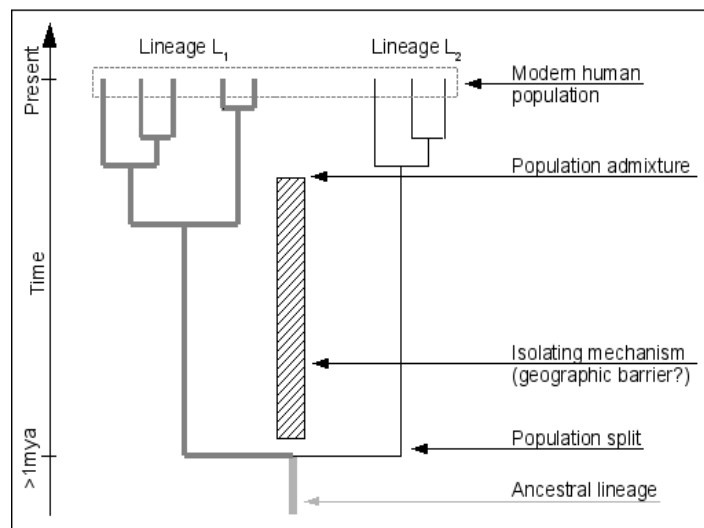 Lineage L1
Lineage L2
Present
Modern human
population
Population admixture
Time
Isolating mechanism
(geographic barrier?)
Population split
>1mya
Ancestral lineage